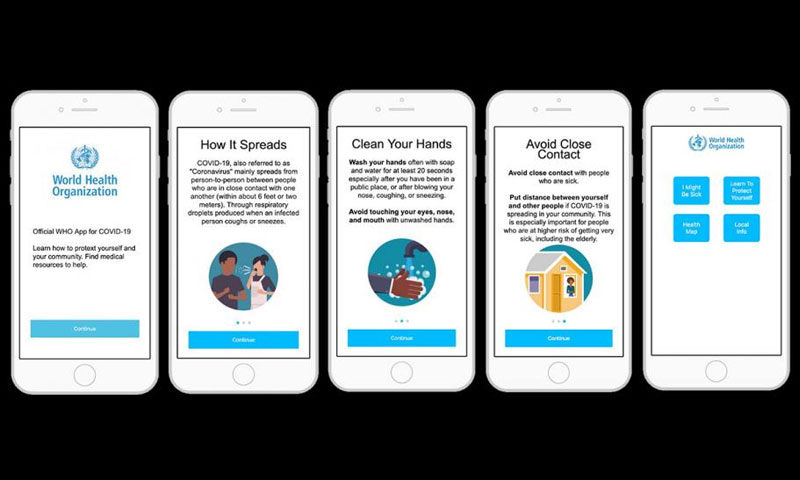 World Health
Organization
Official WHO App for COVID-19
Learn how to protext yourself and
your community. Find medical
resources to help.
Continue
How It Spreads
COVID-19, also referred to as
"Coronavirus" mainly spreads from
person-to-person between people
who are in close contact with one
another (within about 6 feet or two
meters). Through respiratory
droplets produced when an infected
person coughs or sneezes.
Continue
Clean Your Hands
Wash your hands often with soap
and water for at least 20 seconds
especially after you have been in a
public place, or after blowing your
nose, coughing, or sneezing.
Avoid touching your eyes, nose,
and mouth with unwashed hands.
Continue
Avoid Close
Contact
Avoid close contact with people
who are sick.
Put distance between yourself
and other people if COVID-19 is
spreading in your community. This
is especially important for people
who are at higher risk of getting very
sick, including the elderly.
Continue
World Health
Organization
I Might
Be Sick
Learn To
Protect
Yourself
Health
Map
Local
Info